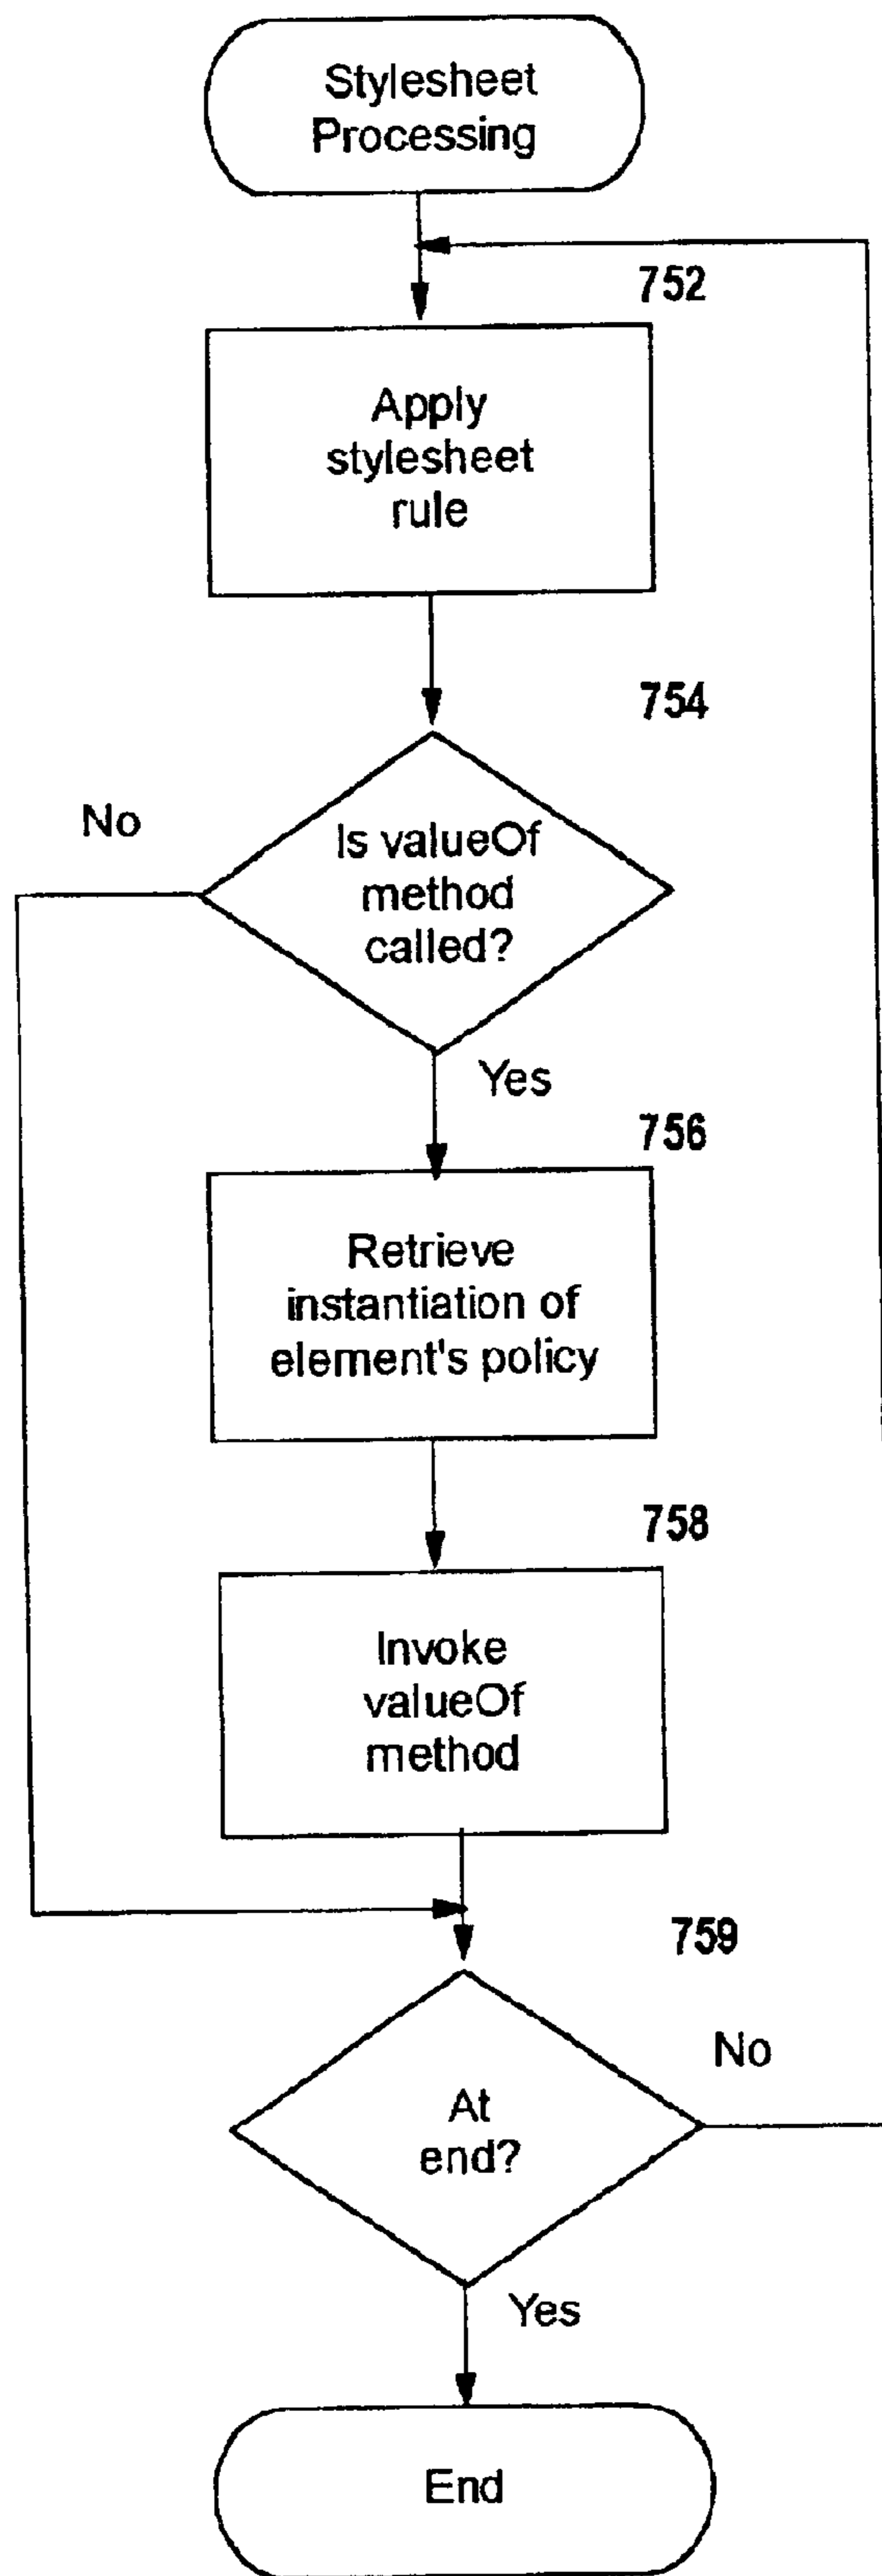 Stylesheet
Processing
752
Apply
stylesheet
rule
754
No
Is valueOf
method
called?
Yes
756
Retrieve
instantiation of
element's policy
758
Invoke
valueOf
method
759
No
At
end?
Yes
End